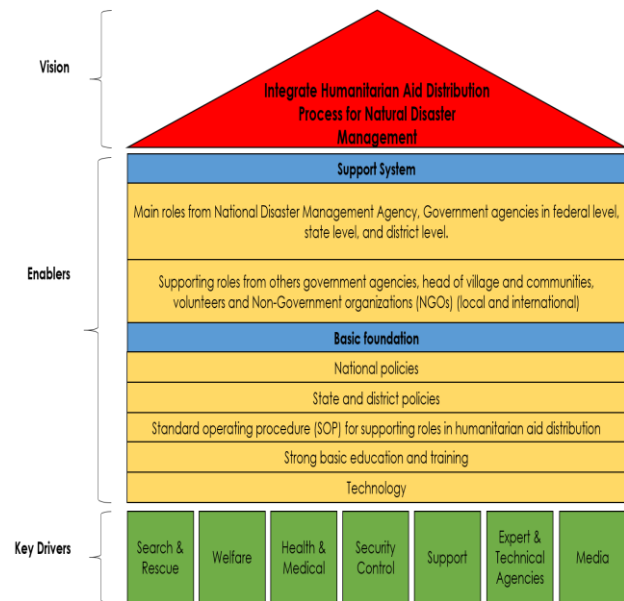 Vision
Integrate Humanitarian Aid Distribution
Process for Natural Disaster
Management
Enablers
Support System
Main roles from National Disaster Management Agency, Government agencies in federal level,
state level, and district level.
Supporting roles from others government agencies, head of village and communities,
volunteers and Non-Government organizations (NGOs) (local and international)
Basic foundation
National policies
State and district policies
Standard operating procedure (SOP) for supporting roles in humanitarian aid distribution
Strong basic education and training
Technology
Key Drivers
Search &
Rescue
Welfare
Health &
Medical
Security
Control
Support
Expert &
Technical
Agencies
Media